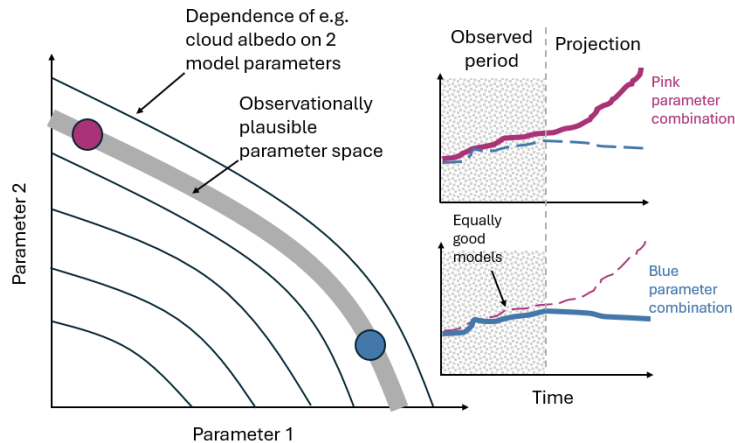 Dependence of e.g.
cloud albedo on 2
model parameters
Observationally
plausible
parameter space
Parameter 2
Parameter 1
Observed
period
Projection
Pink
parameter
combination
Equally
good
models
Blue
parameter
combination
Time